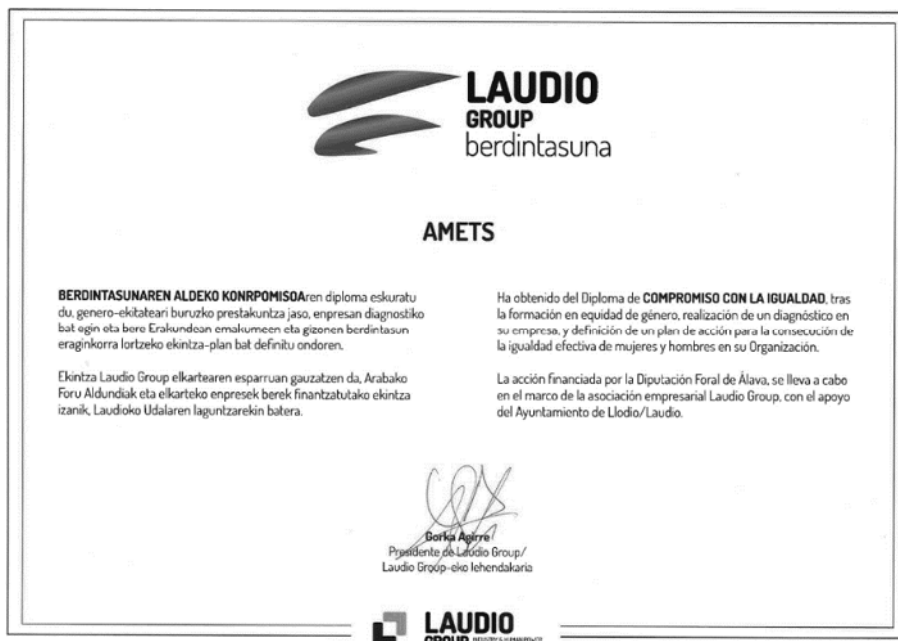 LAUDIO
GROUP
berdintasuna
AMETS
BERDINTASUNAREN ALDEKO KONRPOMISOAren diploma eskuratu
du, genero-ekitateari buruzko prestakuntza jaso, enpresan diagnostiko
bat egin eta bere Erakundean emakumeen eta gizonen berdintasun
eraginkorra lortzeko ekintza-plan bat definitu ondoren.
Ekintza Laudio Group elkartearen esparruan gauzatzen da, Arabako
Foru Aldundiak eta elkarteko enpresek berek finantzatutako ekintza
izanik, Laudioko Udalaren laguntzarekin batera.
Ha obtenido del Diploma de COMPROMISO CON LA IGUALDAD, tras
la formación en equidad de género, realización de un diagnóstico en
su empresa, y definición de un plan de acción para la consecución de
la igualdad efectiva de mujeres y hombres en su Organización.
La acción financiada por la Diputación Foral de Álava, se lleva a cabo
en el marco de la asociación empresarial Laudio Group, con el apoyo
del Ayuntamiento de Llodio/Laudio.
Gorka Agirre
Presidente de Laudio Group/
Laudio Group-eko lehendakaria
LAUDIO
GROUP